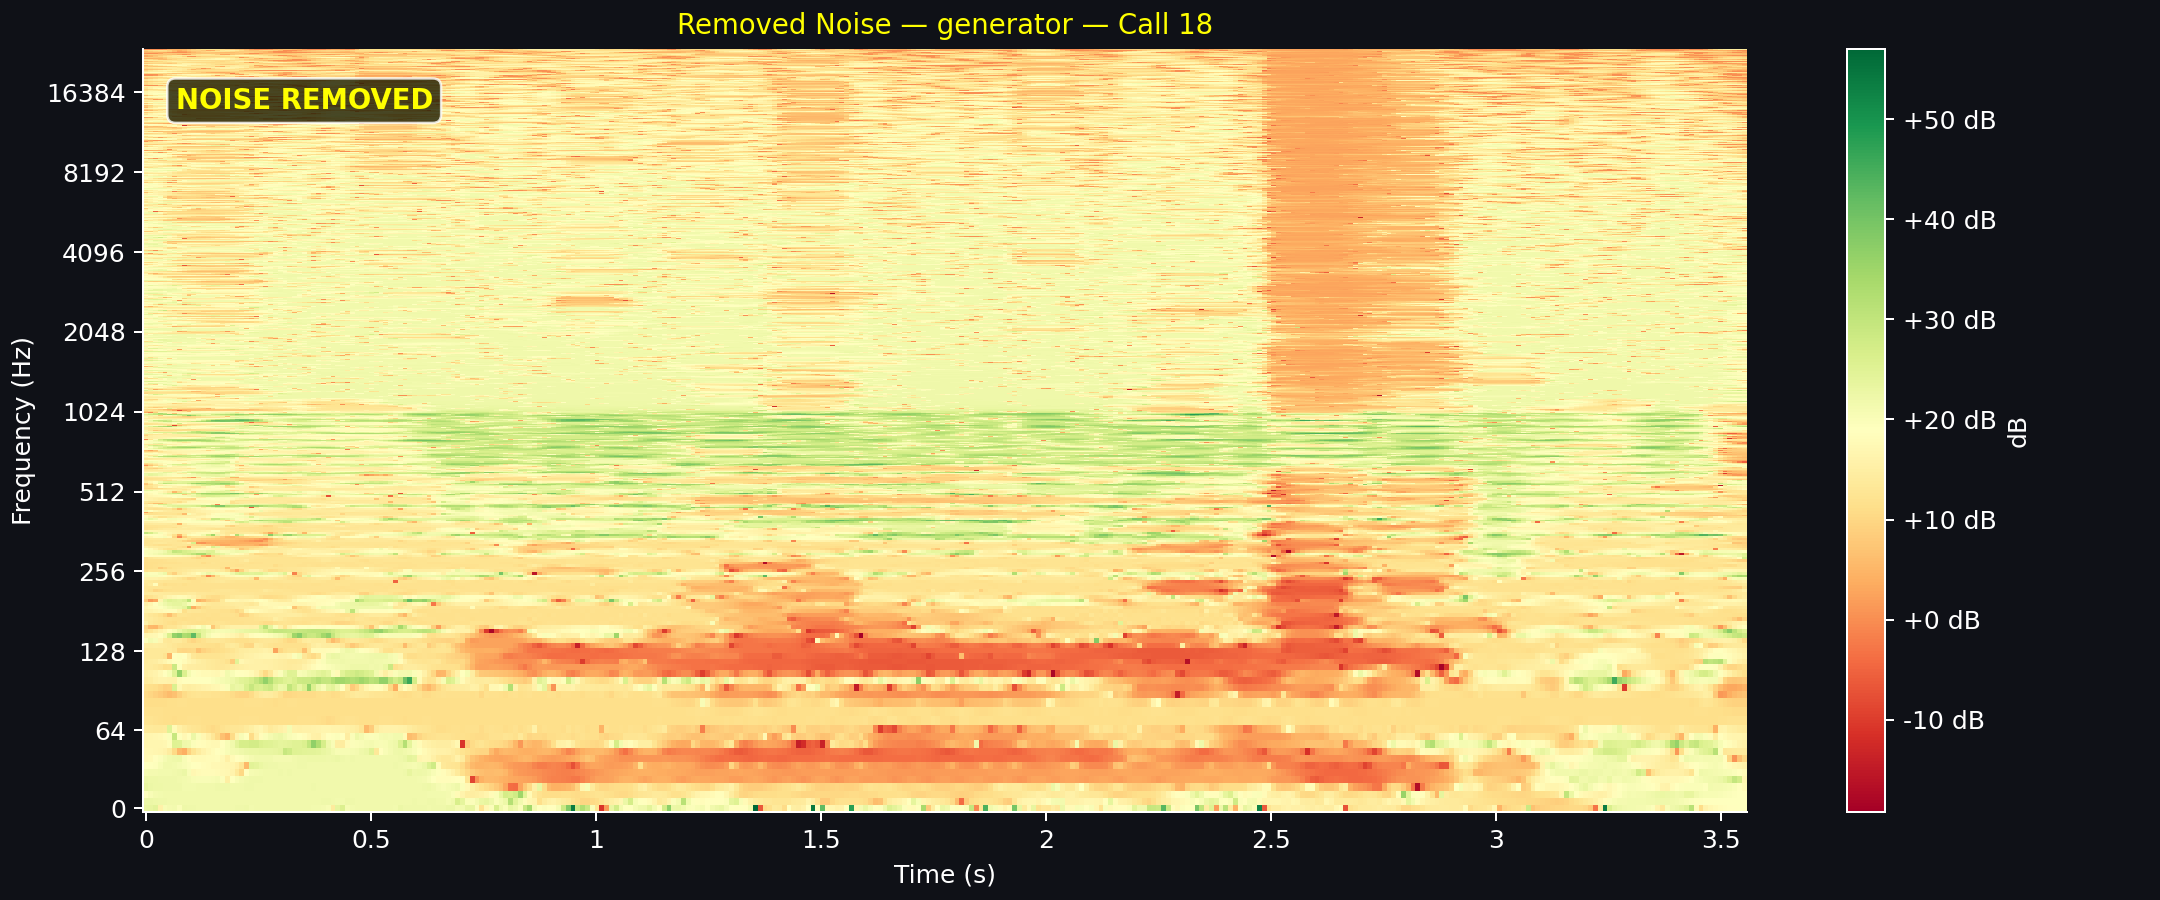 Removed Noise — generator — Call 18
NOISE REMOVED
Frequency (Hz)
16384
8192
4096
2048
1024
512
256
128
64
0
0
0.5
1
1.5
2
2.5
3
3.5
Time (s)
+50 dB
+40 dB
+30 dB
+20 dB
+10 dB
+0 dB
-10 dB
dB